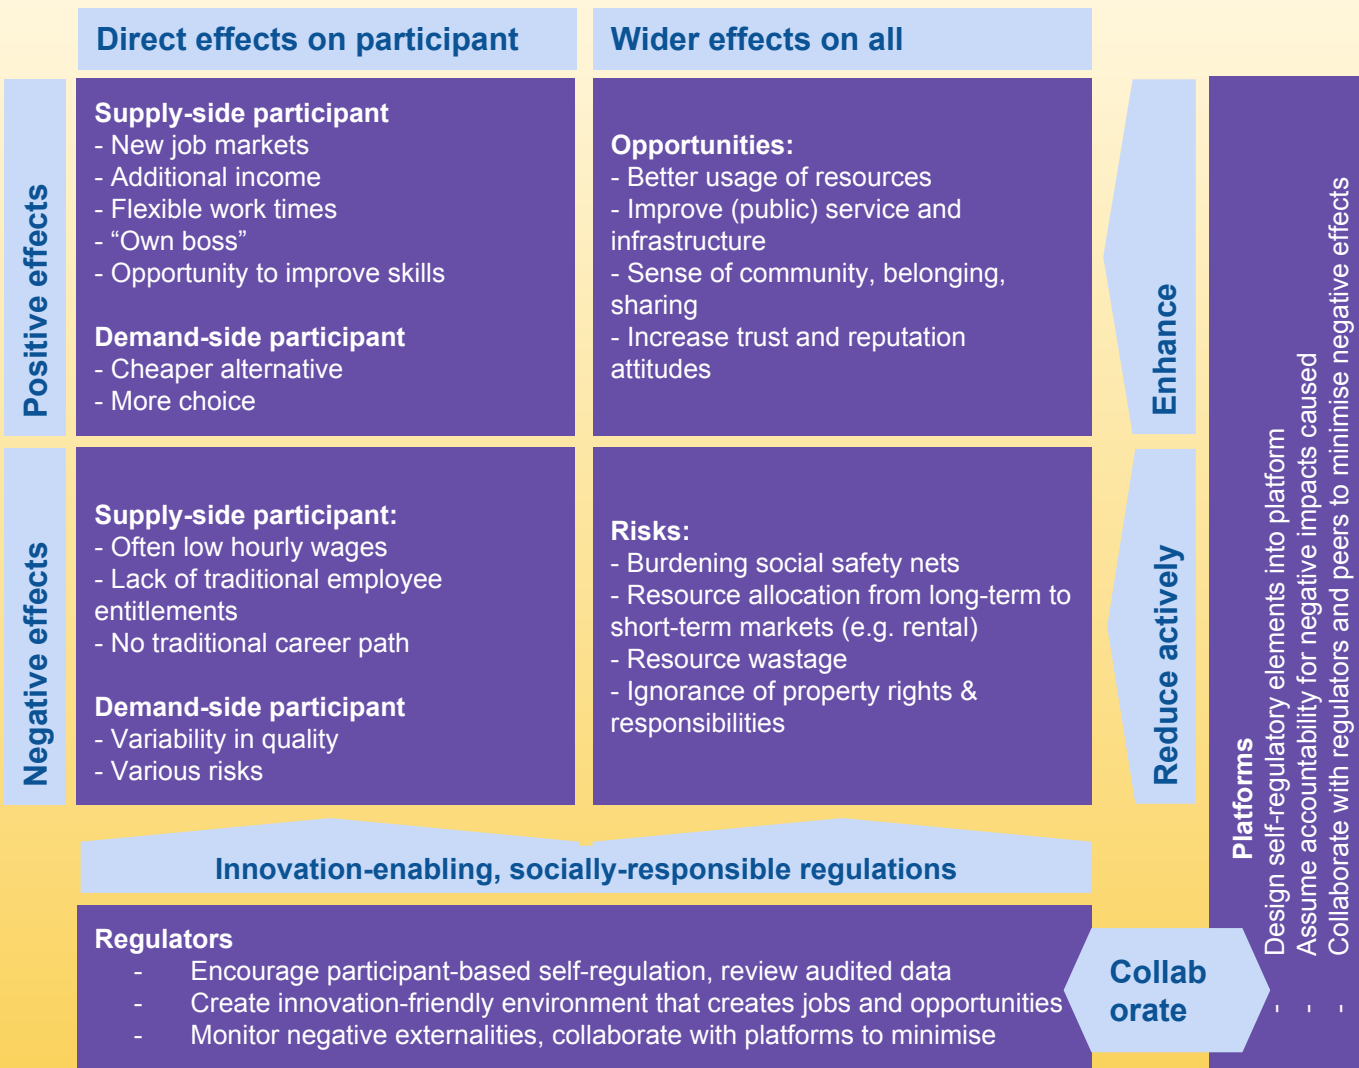 Direct effects on participant
Wider effects on all
Positive effects
Supply-side participant
- New job markets
- Additional income
- Flexible work times
- “Own boss”
- Opportunity to improve skills
Demand-side participant
- Cheaper alternative
- More choice
Opportunities:
- Better usage of resources
- Improve (public) service and
infrastructure
- Sense of community, belonging,
sharing
- Increase trust and reputation
attitudes
Enhance
Negative effects
Supply-side participant:
- Often low hourly wages
- Lack of traditional employee
entitlements
- No traditional career path
Demand-side participant
- Variability in quality
- Various risks
Risks:
- Burdening social safety nets
- Resource allocation from long-term to
short-term markets (e.g. rental)
- Resource wastage
- Ignorance of property rights &
responsibilities
Reduce actively
Platforms
- Design self-regulatory elements into platform
- Assume accountability for negative impacts caused
- Collaborate with regulators and peers to minimise negative effects
Innovation-enabling, socially-responsible regulations
Regulators
- Encourage participant-based self-regulation, review audited data
- Create innovation-friendly environment that creates jobs and opportunities
- Monitor negative externalities, collaborate with platforms to minimise
Collab
orate